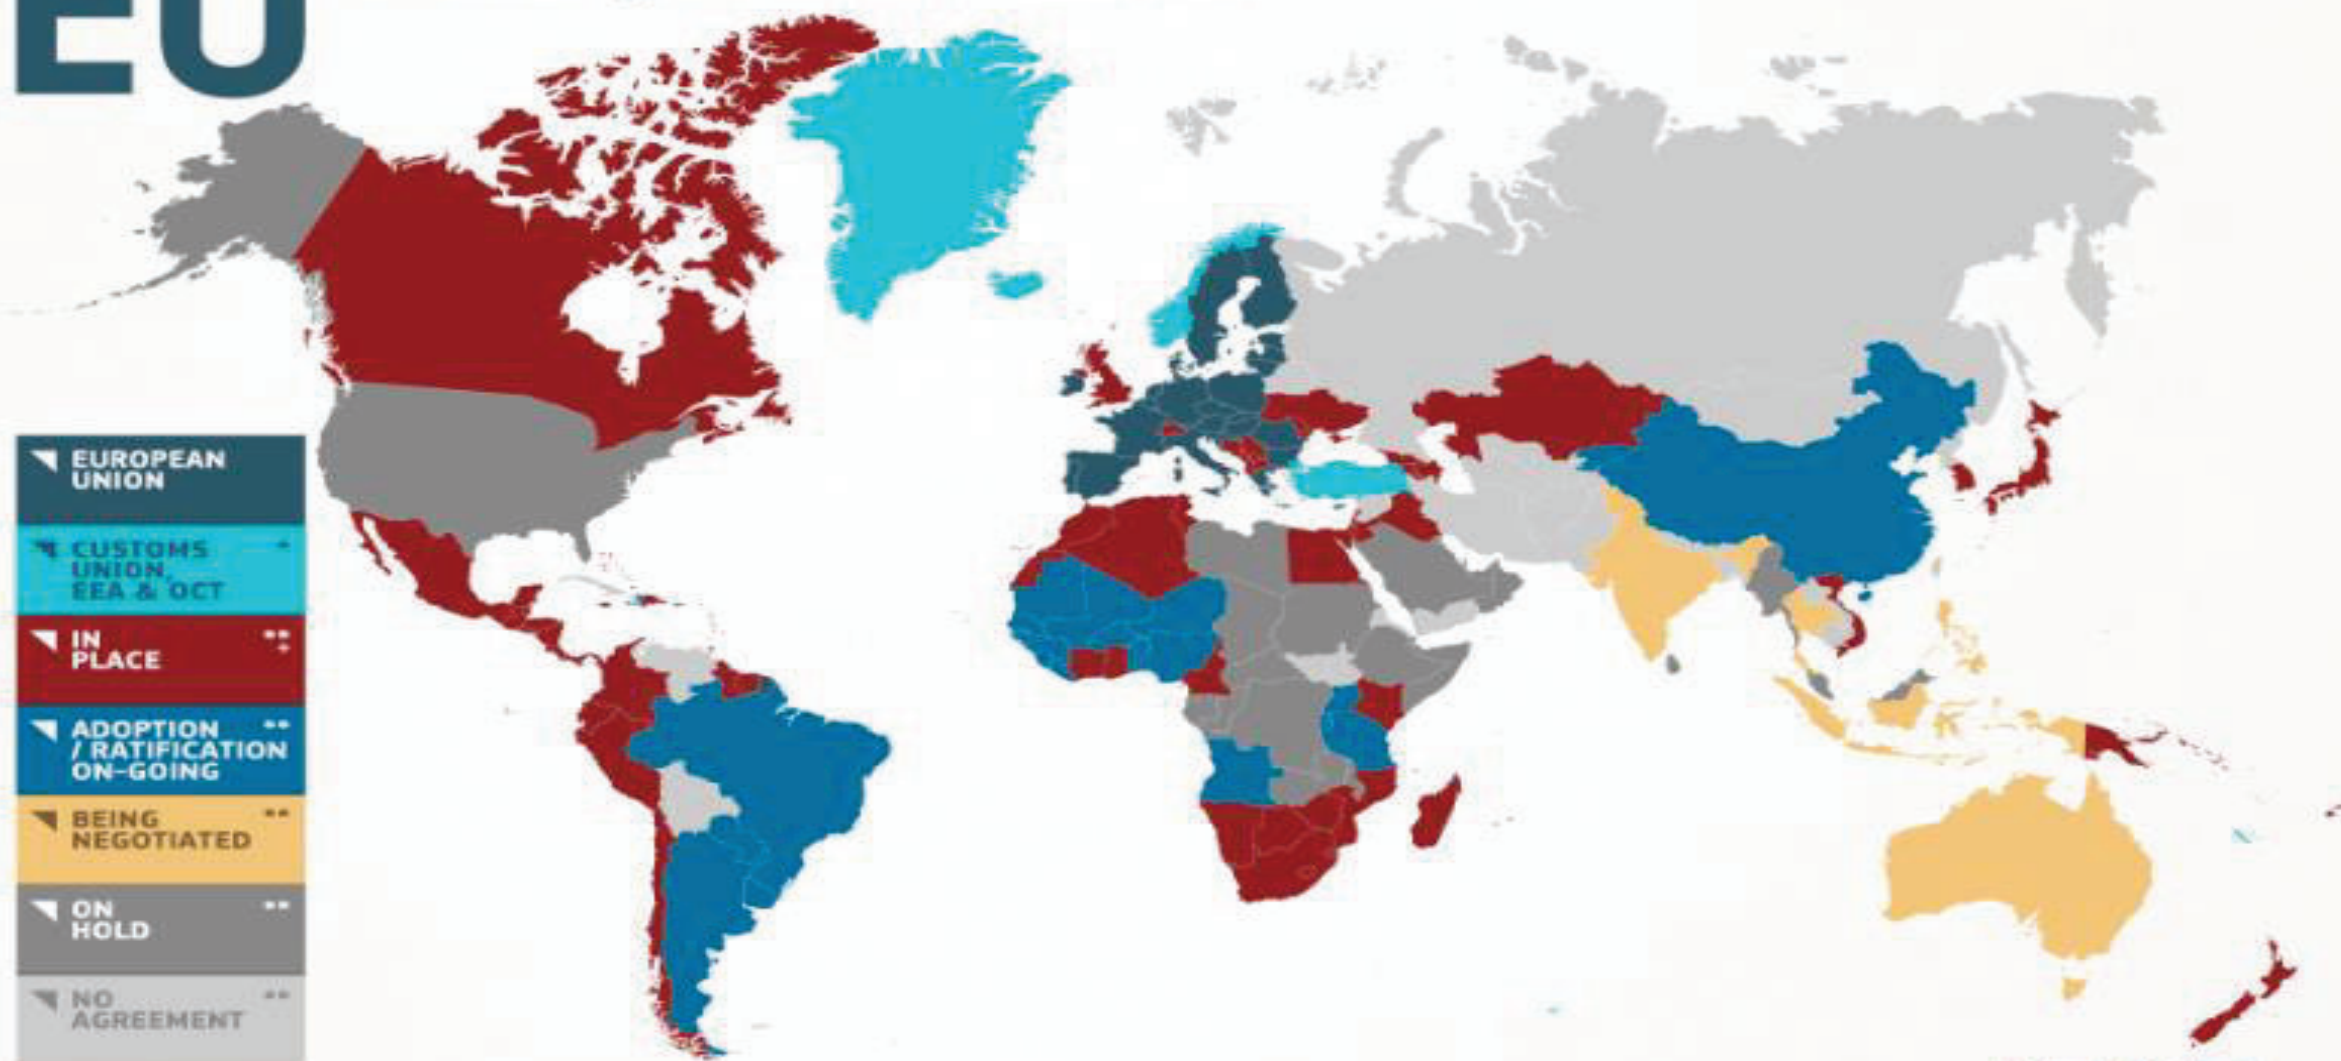 EU
EUROPEAN
UNION
CUSTOMS *
UNION,
EEA & OCT
IN **
PLACE +
ADOPTION **
/ RATIFICATION
ON-GOING
BEING **
NEGOTIATED
ON **
HOLD
NO **
AGREEMENT